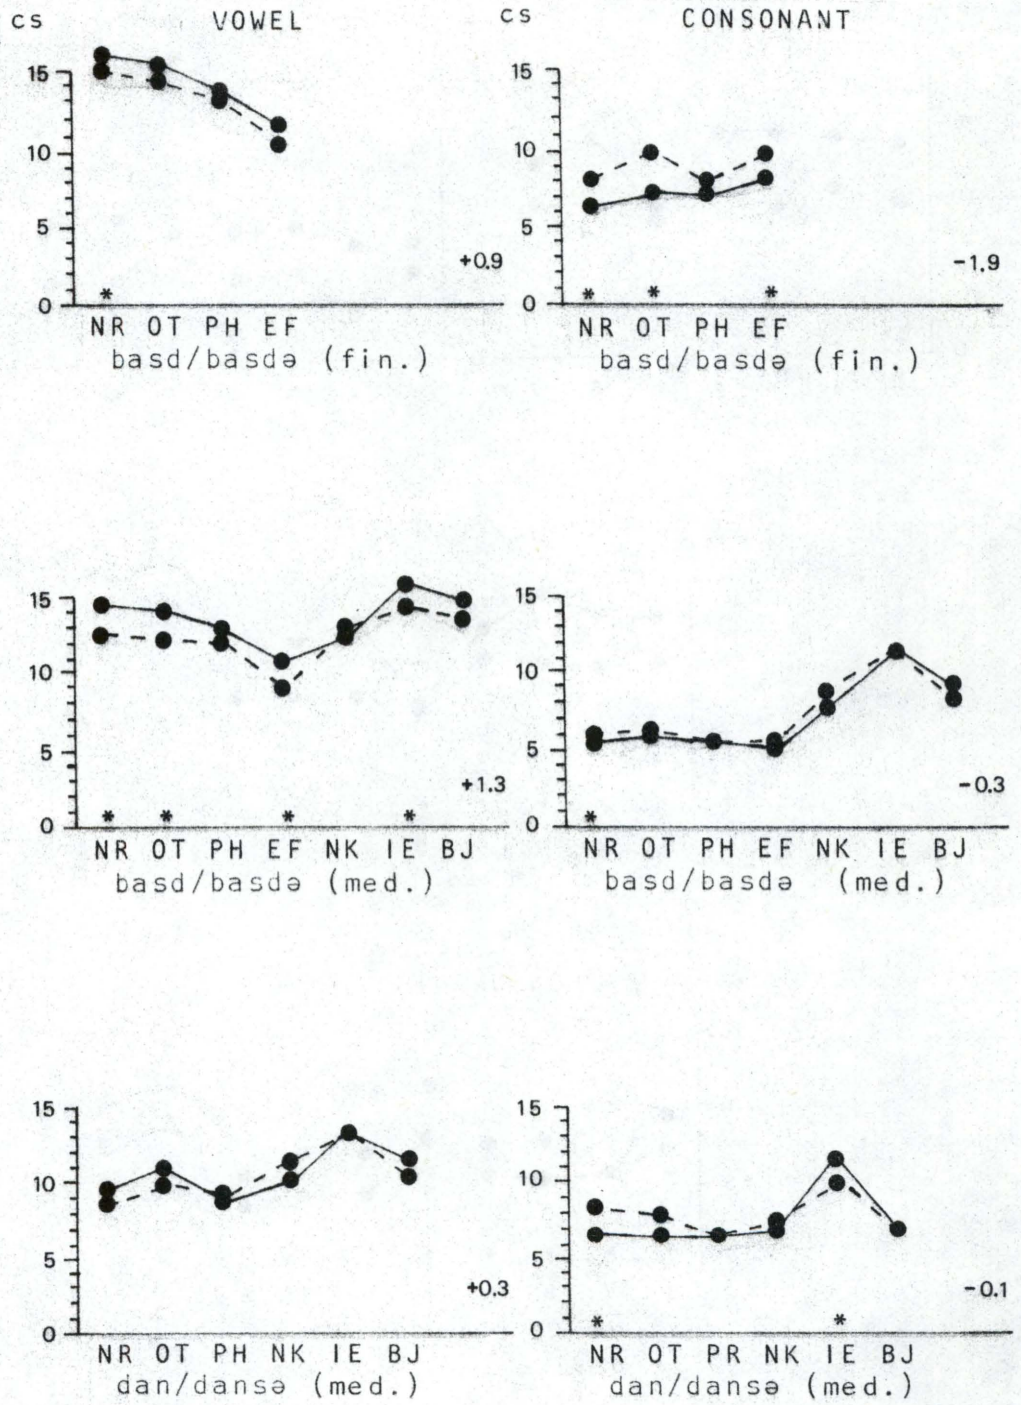 cs VOWEL
15
10
5
0
+0.9
*
NR OT PH EF
basd/basdə (fin.)
cs CONSONANT
15
10
5
0
-1.9
* * *
NR OT PH EF
basd/basdə (fin.)
15
10
5
0
+1.3
* * * *
NR OT PH EF NK IE BJ
basd/basdə (med.)
15
10
5
0
-0.3
*
NR OT PH EF NK IE BJ
basd/basdə (med.)
15
10
5
0
+0.3
NR OT PH NK IE BJ
dan/dansə (med.)
15
10
5
0
-0.1
* *
NR OT PR NK IE BJ
dan/dansə (med.)